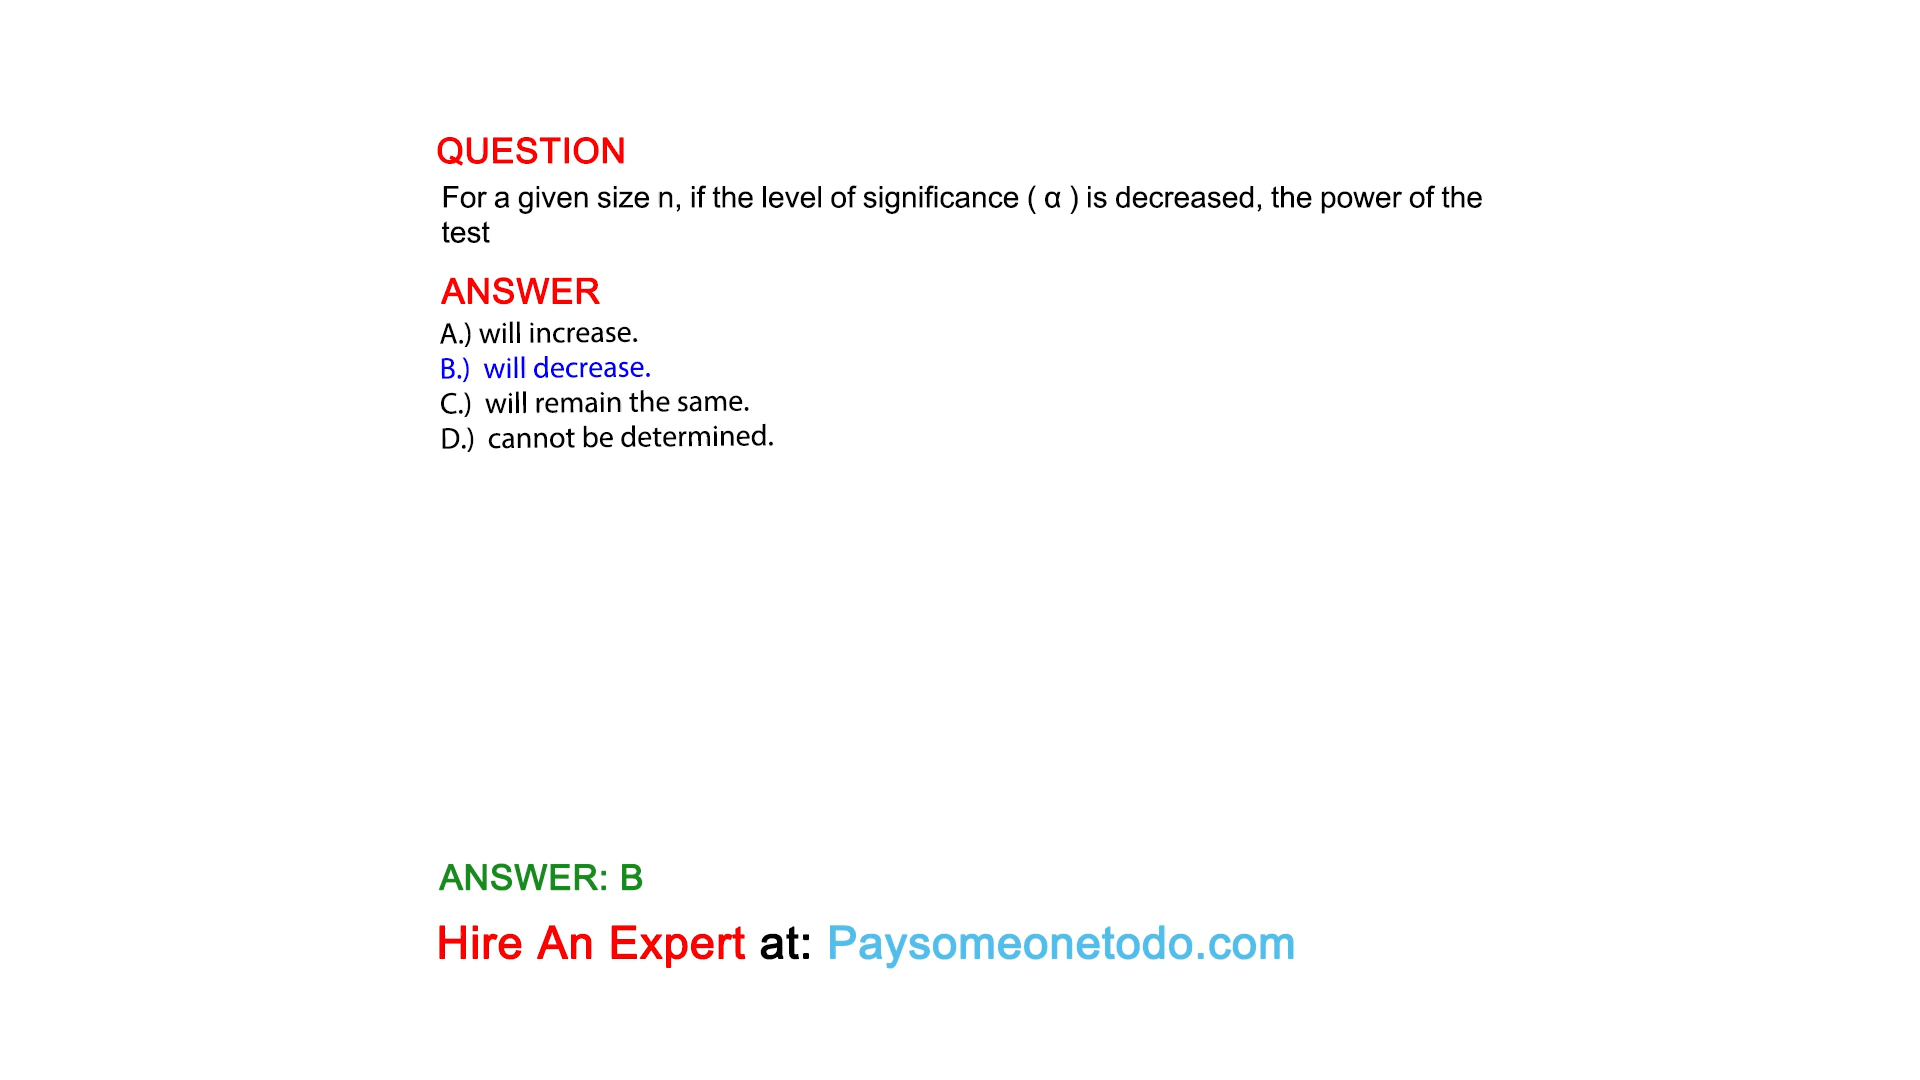 QUESTION
For a given size n, if the level of significance ( α ) is decreased, the power of the
test
ANSWER
A.) will increase.
B.) will decrease.
C.) will remain the same.
D.) cannot be determined.
ANSWER: B
Hire An Expert at: Paysomeonetodo.com